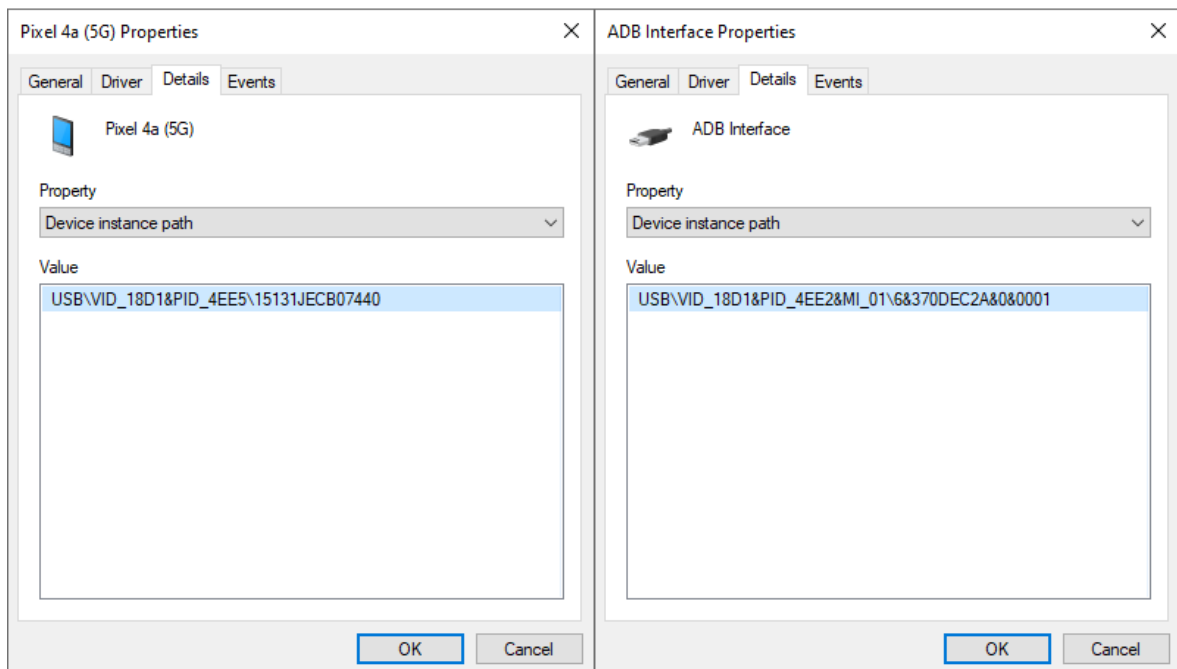 Pixel 4a (5G) Properties
General Driver Details Events
Pixel 4a (5G)
Property
Device instance path
Value
USB\VID_18D1&PID_4EE5\15131JECB07440
OK Cancel
ADB Interface Properties
General Driver Details Events
ADB Interface
Property
Device instance path
Value
USB\VID_18D1&PID_4EE2&MI_01\6&370DEC2A&0&0001
OK Cancel